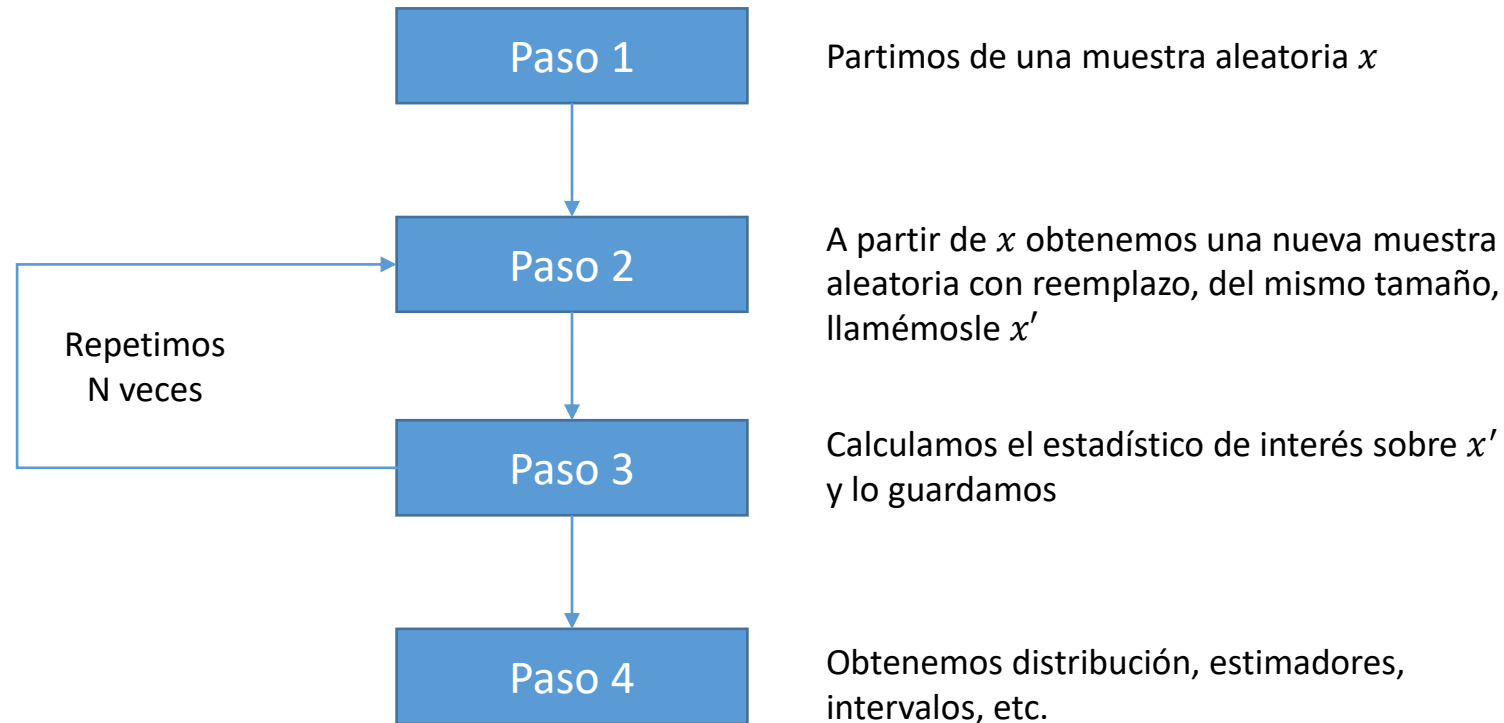 Paso 1
Partimos de una muestra aleatoria 𝑥
Paso 2
A partir de 𝑥 obtenemos una nueva muestra
aleatoria con reemplazo, del mismo tamaño,
llamémosle 𝑥′
Repetimos
N veces
Paso 3
Calculamos el estadístico de interés sobre 𝑥′
y lo guardamos
Paso 4
Obtenemos distribución, estimadores,
intervalos, etc.